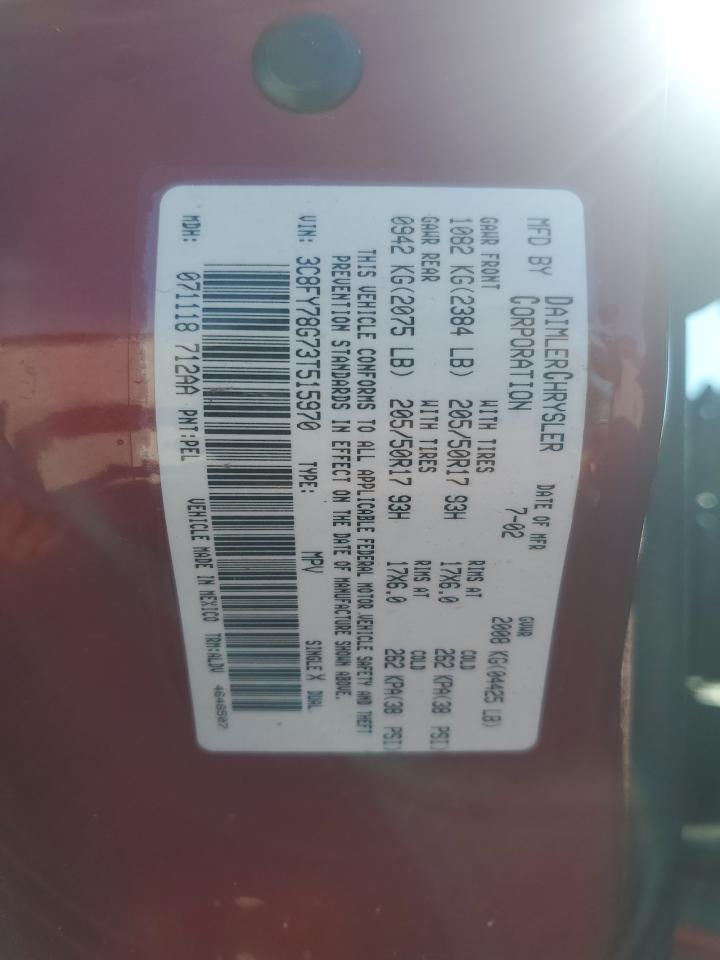 MFD BY DAIMLERCHRYSLER CORPORATION
DATE OF MFR 7-02
GVWR 2008 KG(04425 LB)
GAWR FRONT WITH TIRES RIMS AT COLD
1082 KG(2384 LB) 205/50R17 93H 17X6.0 262 KPA(38 PSI)
GAWR REAR WITH TIRES RIMS AT COLD
0942 KG(2075 LB) 205/50R17 93H 17X6.0 262 KPA(38 PSI)
THIS VEHICLE CONFORMS TO ALL APPLICABLE FEDERAL MOTOR VEHICLE SAFETY AND THEFT
PREVENTION STANDARDS IN EFFECT ON THE DATE OF MANUFACTURE SHOWN ABOVE.
VIN: 3C8FY78G73T515970 TYPE: MPV SINGLE X DUAL
MDH: 071118 712AA PNT:PEL VEHICLE MADE IN MEXICO TRM:ALDV 4648507